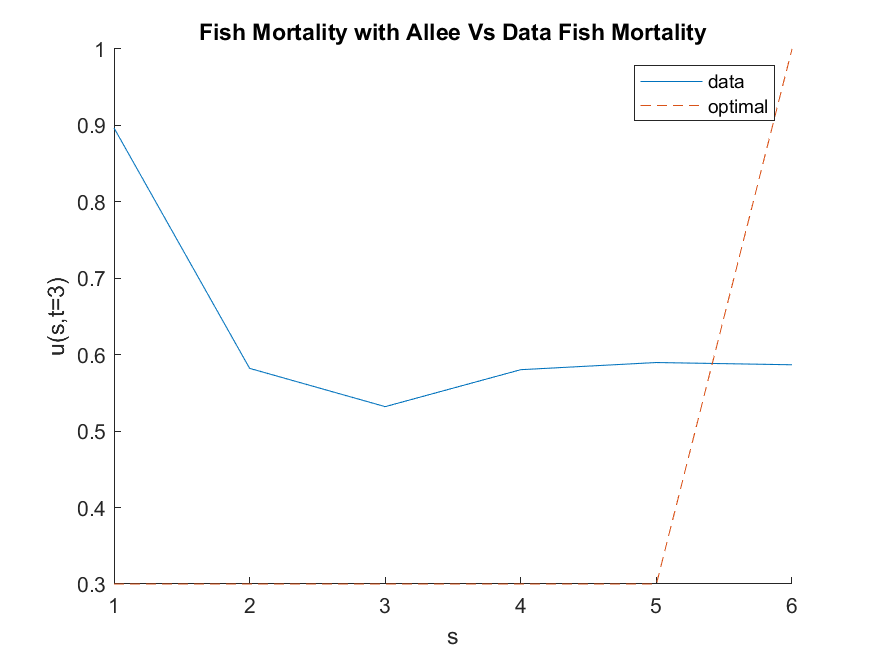 Fish Mortality with Allee Vs Data Fish Mortality
1
0.9
0.8
0.7
0.6
0.5
0.4
0.3
u(s,t=3)
data
optimal
1 2 3 4 5 6
s